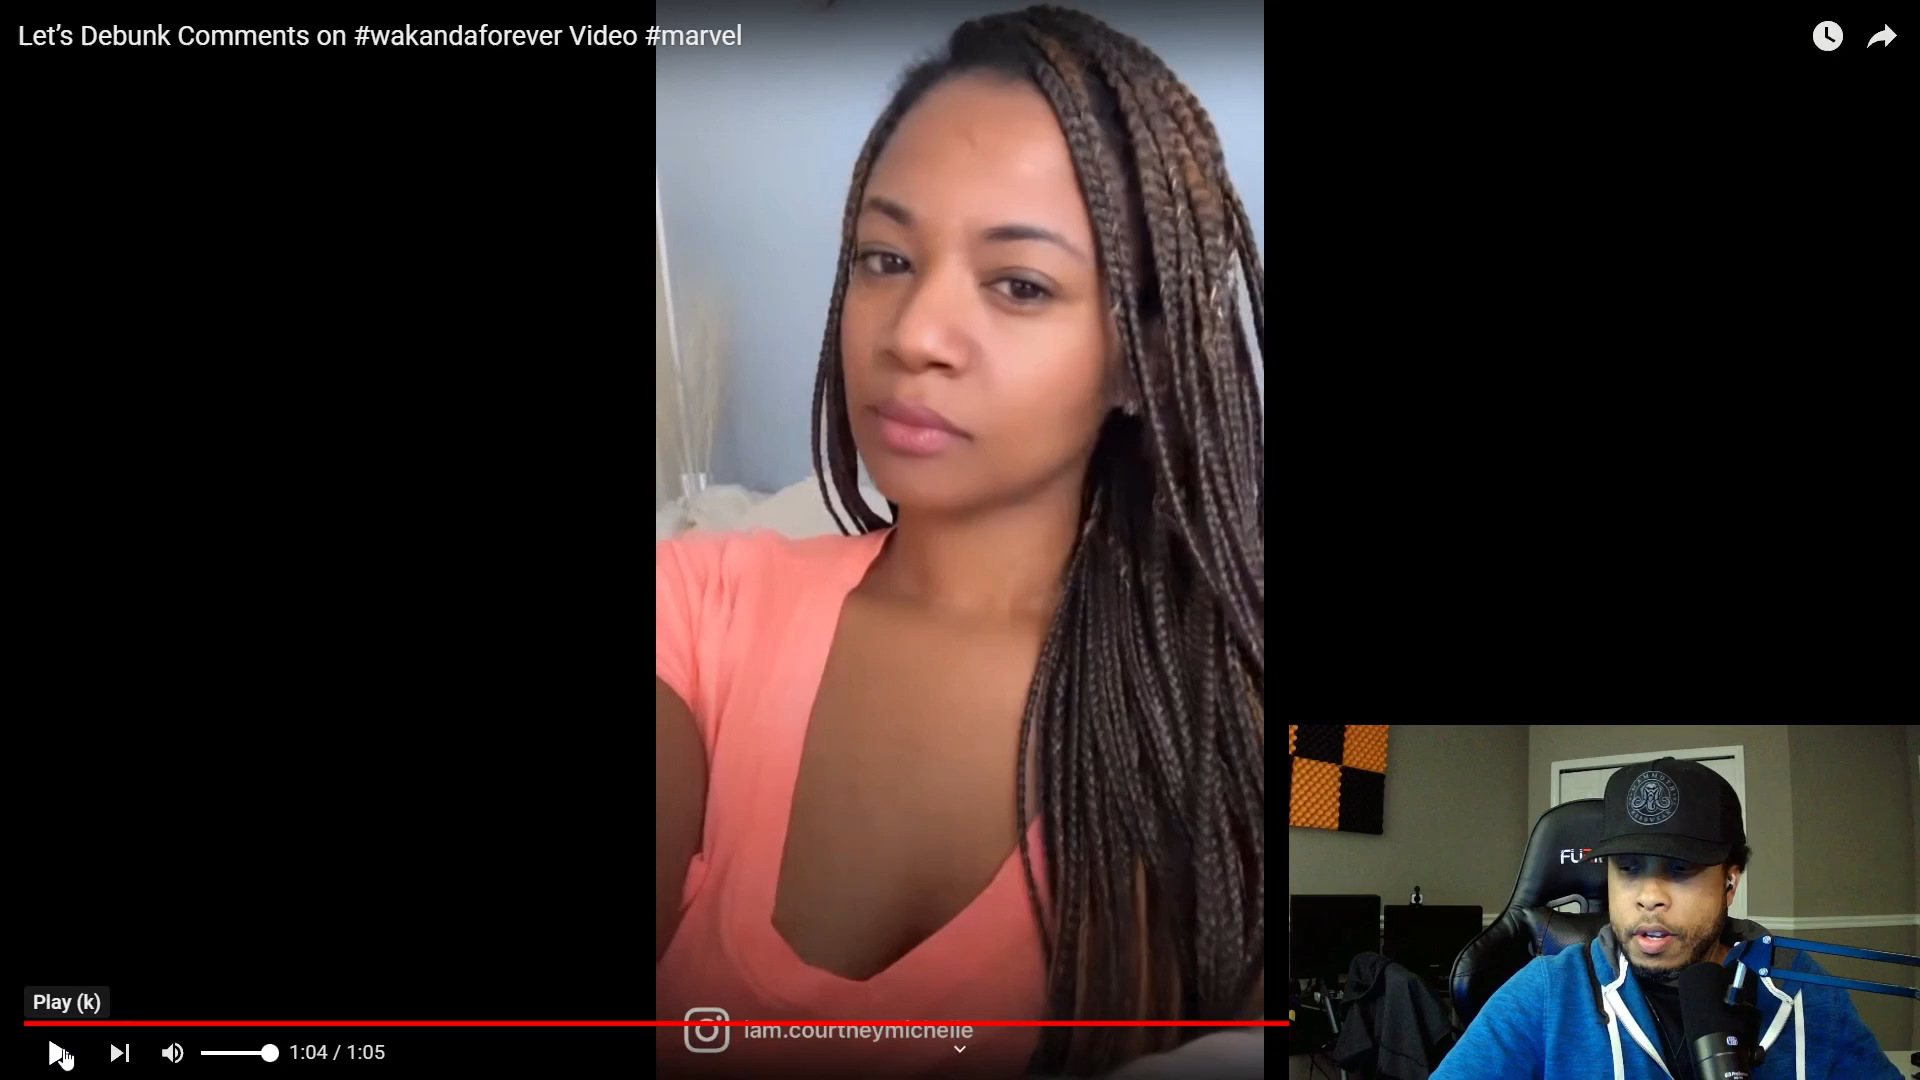 Let’s Debunk Comments on #wakandaforever Video #marvel
Play (k)
iam.courtneymichelle
1:04 / 1:05